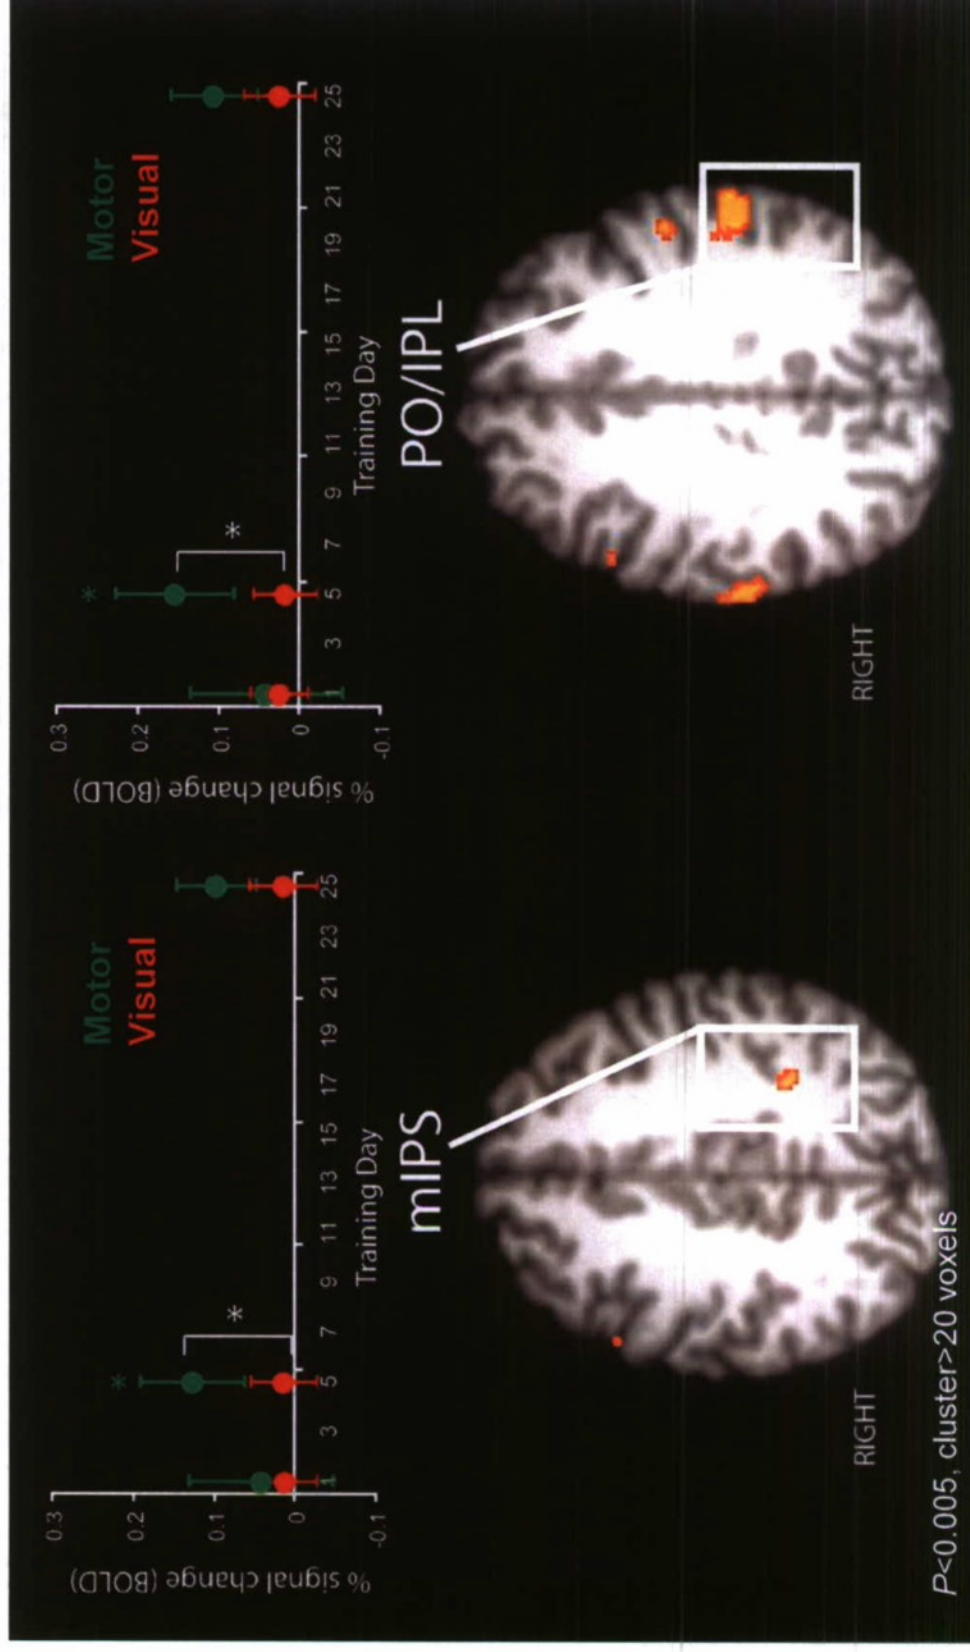 % signal change (BOLD)
0.3
0.2
0.1
0
-0.1
Motor
Visual
*
*
1 3 5 7 9 11 13 15 17 19 21 23 25
Training Day
mIPS
RIGHT
% signal change (BOLD)
0.3
0.2
0.1
0
-0.1
Motor
Visual
*
*
1 3 5 7 9 11 13 15 17 19 21 23 25
Training Day
PO/IPL
RIGHT
P<0.005, cluster>20 voxels